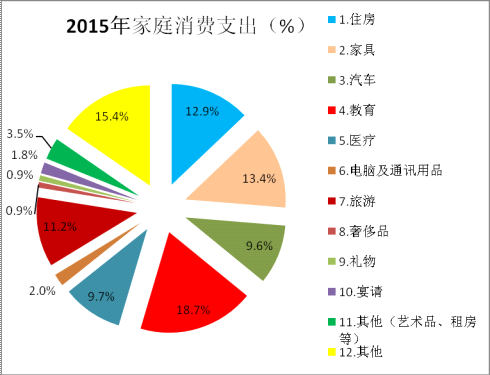 2015年家庭消费支出（%）
12.9%
13.4%
9.6%
18.7%
9.7%
2.0%
11.2%
0.9%
0.9%
1.8%
3.5%
15.4%
1.住房
2.家具
3.汽车
4.教育
5.医疗
6.电脑及通讯用品
7.旅游
8.奢侈品
9.礼物
10.宴请
11.其他（艺术品、租房
等）
12.其他